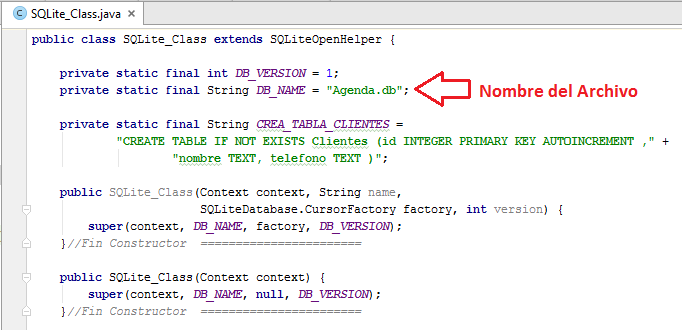 SQLite_Class.java ×
public class SQLite_Class extends SQLiteOpenHelper {
private static final int DB_VERSION = 1;
private static final String DB_NAME = "Agenda.db";
Nombre del Archivo
private static final String CREA_TABLA_CLIENTES =
"CREATE TABLE IF NOT EXISTS Clientes (id INTEGER PRIMARY KEY AUTOINCREMENT ," +
"nombre TEXT, telefono TEXT )";
public SQLite_Class(Context context, String name,
SQLiteDatabase.CursorFactory factory, int version) {
super(context, DB_NAME, factory, DB_VERSION);
}//Fin Constructor ========================
public SQLite_Class(Context context) {
super(context, DB_NAME, null, DB_VERSION);
}//Fin Constructor ========================